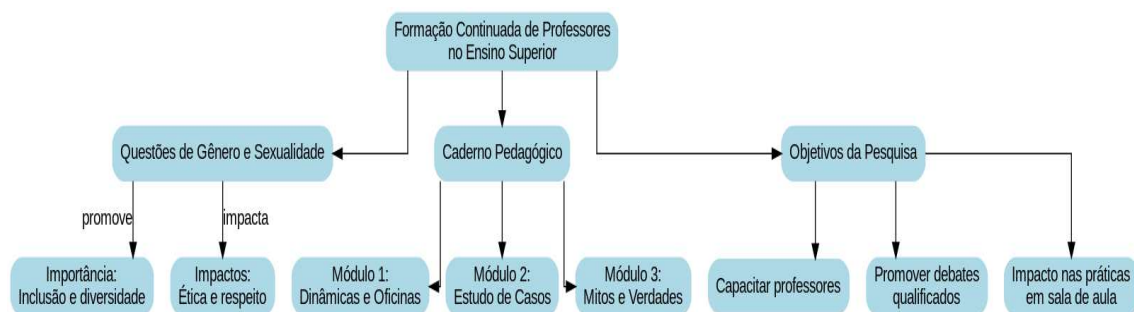 Formação Continuada de Professores
no Ensino Superior
Questões de Gênero e Sexualidade
Caderno Pedagógico
Objetivos da Pesquisa
promove
impacta
Importância:
Inclusão e diversidade
Impactos:
Ética e respeito
Módulo 1:
Dinâmicas e Oficinas
Módulo 2:
Estudo de Casos
Módulo 3:
Mitos e Verdades
Capacitar professores
Promover debates
qualificados
Impacto nas práticas
em sala de aula